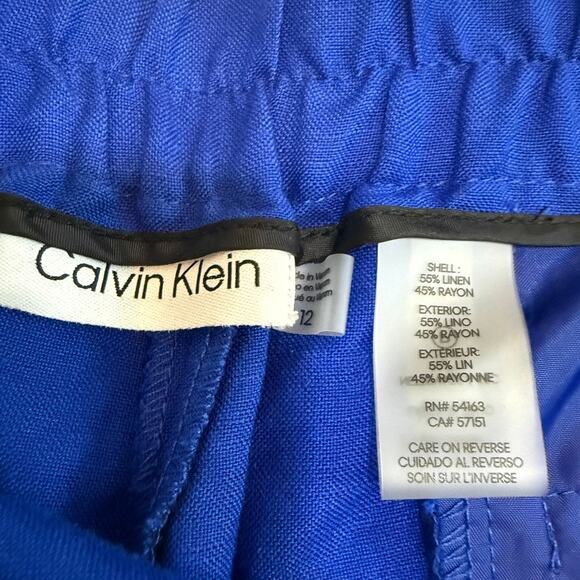 Calvin Klein
12
SHELL:
55% LINEN
45% RAYON
EXTERIOR:
55% LINO
45% RAYON
EXTÉRIEUR:
55% LIN
45% RAYONNE
RN# 54163
CA# 57151
CARE ON REVERSE
CUIDADO AL REVERSO
SOIN SUR L'INVERSE